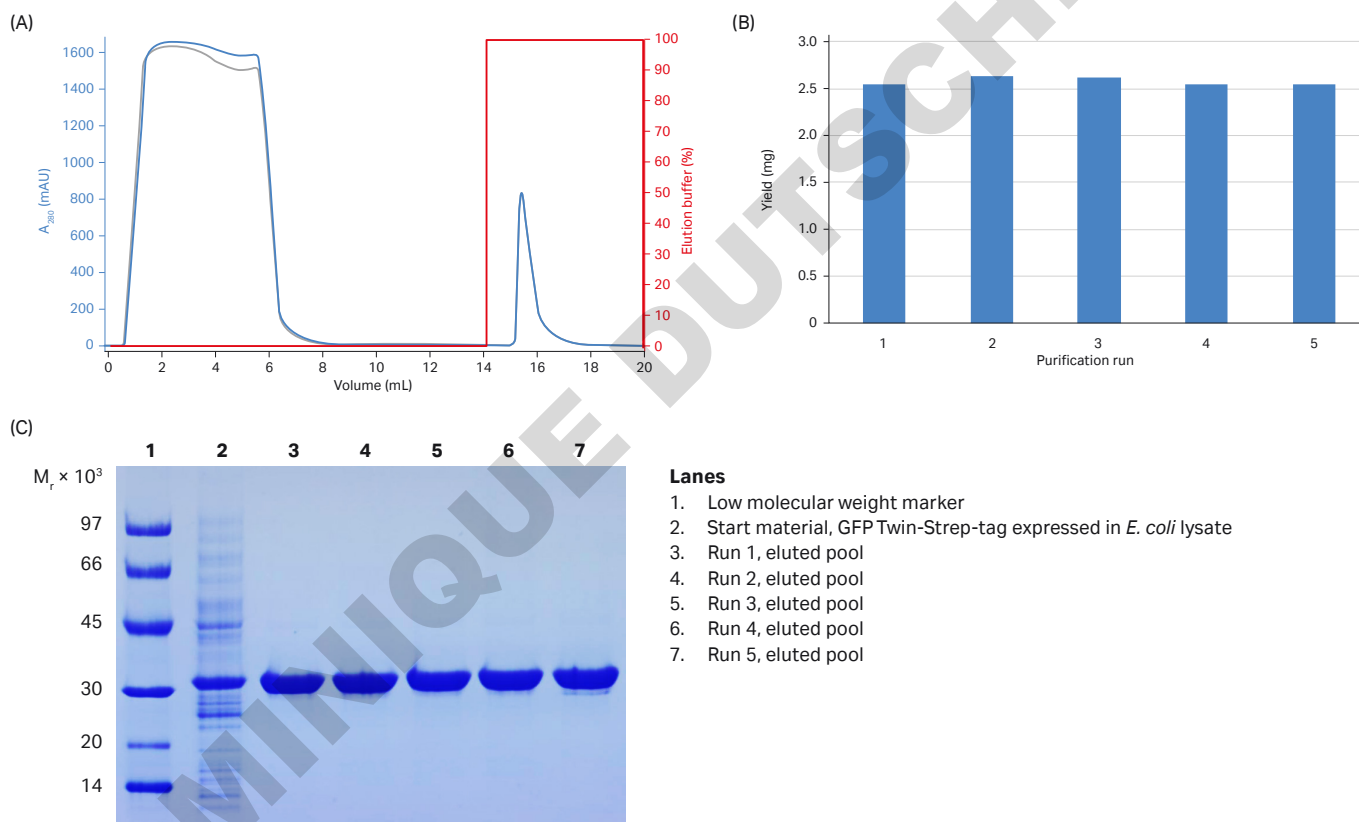 (A)
A₂₈₀ (mAU)
1600
1400
1200
1000
800
600
400
200
0
0 2 4 6 8 10 12 14 16 18 20
Volume (mL)
100
90
80
70
60
50
40
30
20
10
0
Elution buffer (%)
(B)
Yield (mg)
3.0
2.5
2.0
1.5
1.0
0.5
0
1 2 3 4 5
Purification run
(C)
1 2 3 4 5 6 7
Mᵣ × 10³
97
66
45
30
20
14
Lanes
1. Low molecular weight marker
2. Start material, GFP Twin-Strep-tag expressed in E. coli lysate
3. Run 1, eluted pool
4. Run 2, eluted pool
5. Run 3, eluted pool
6. Run 4, eluted pool
7. Run 5, eluted pool
MINIQUE DUTSCH